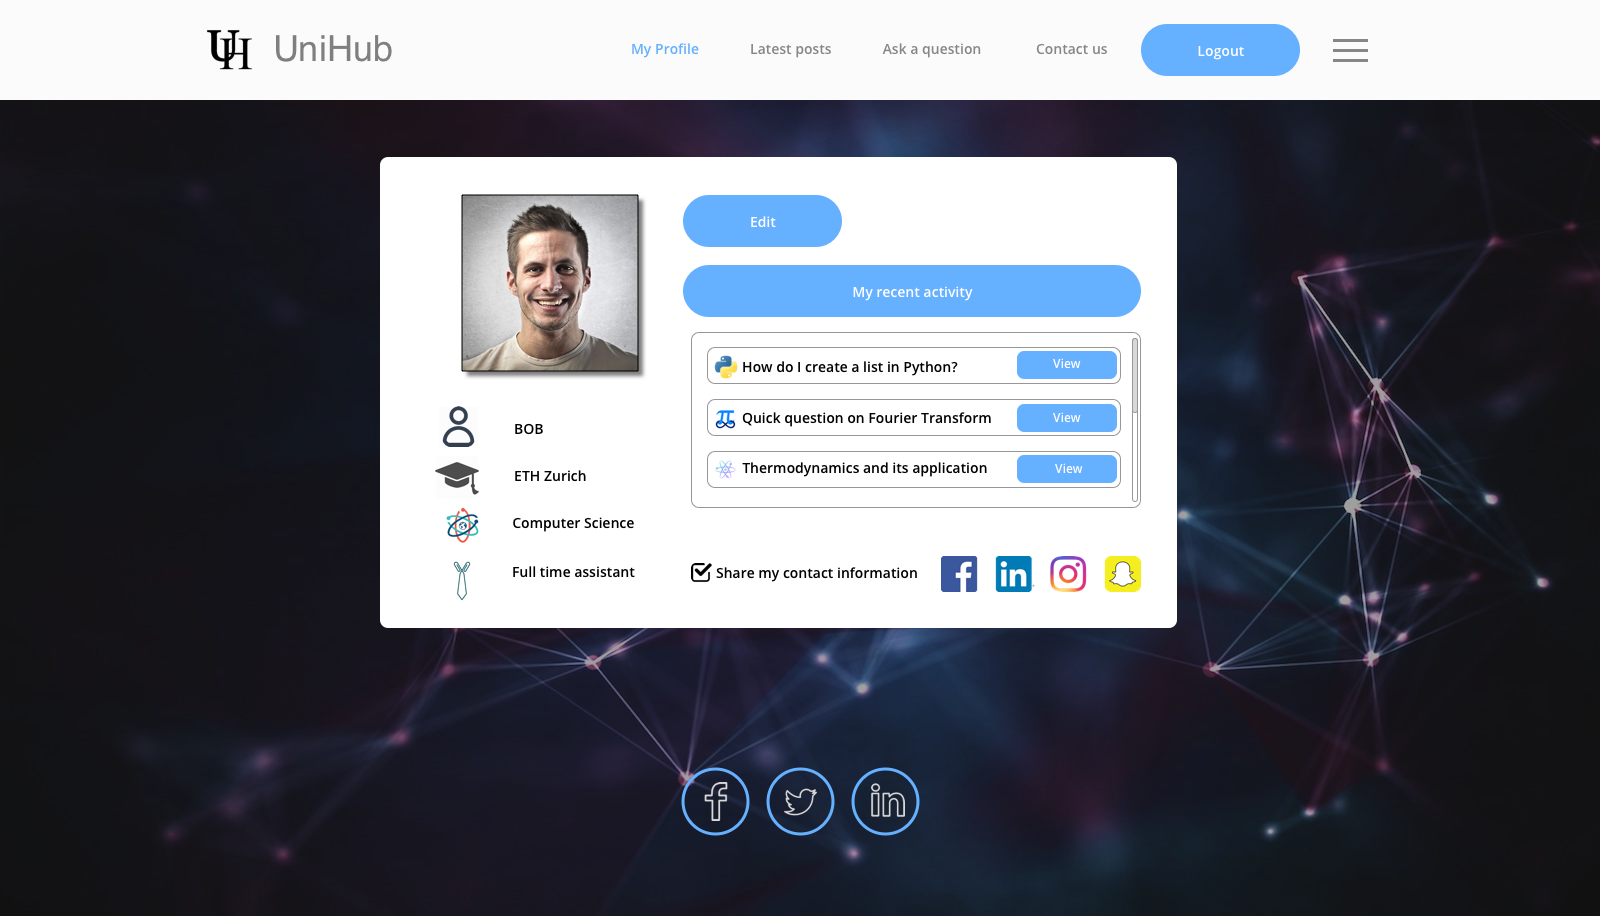 UH UniHub
My Profile
Latest posts
Ask a question
Contact us
Logout
Edit
My recent activity
How do I create a list in Python?
View
Quick question on Fourier Transform
View
Thermodynamics and its application
View
BOB
ETH Zurich
Computer Science
Full time assistant
Share my contact information
f
in
f
in